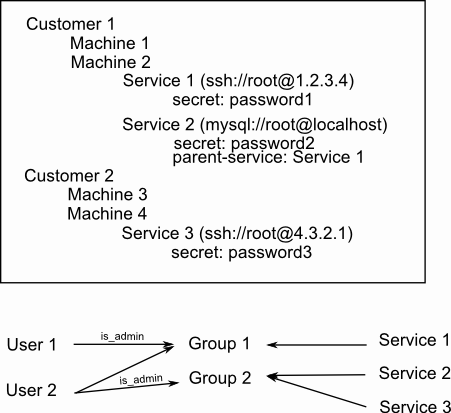 Customer 1
Machine 1
Machine 2
Service 1 (ssh://root@1.2.3.4)
secret: password1
Service 2 (mysql://root@localhost)
secret: password2
parent-service: Service 1
Customer 2
Machine 3
Machine 4
Service 3 (ssh://root@4.3.2.1)
secret: password3
User 1 is_admin Group 1 Service 1
User 2 is_admin Group 2 Service 2
Service 3